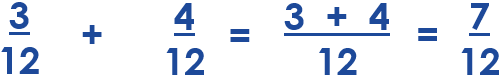 3/12 + 4/12 = 3 + 4/12 = 7/12